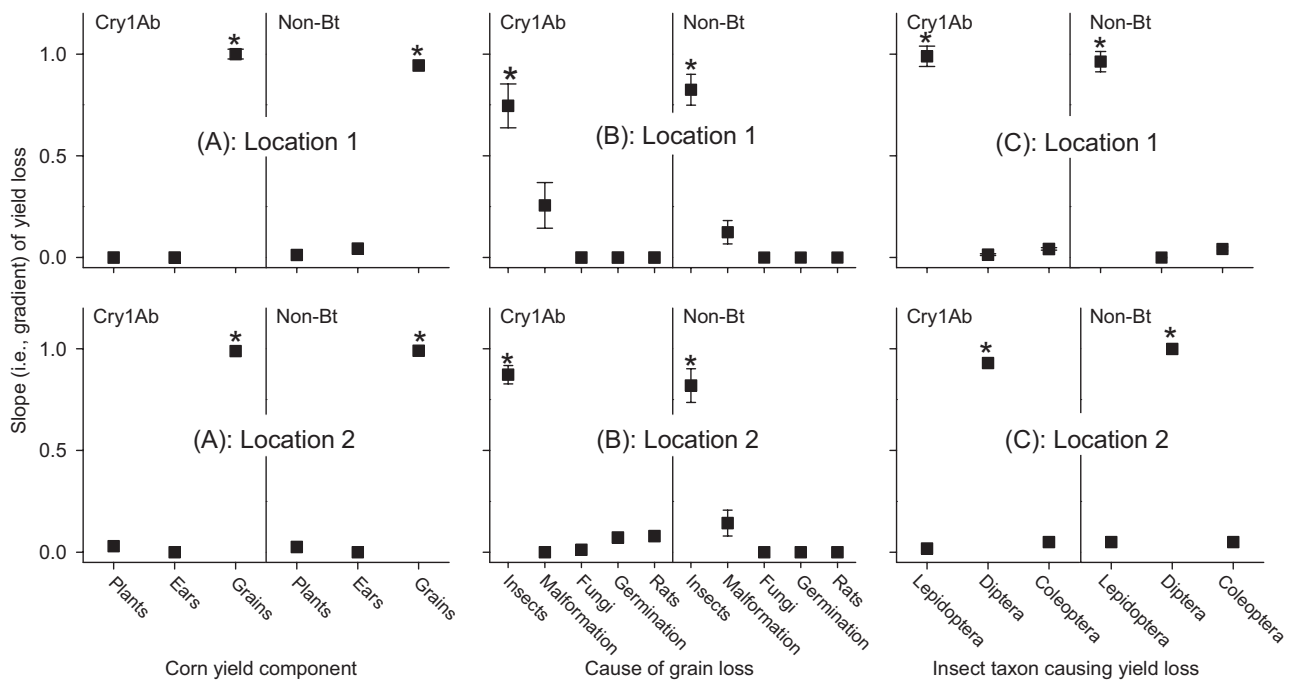 Slope (i.e., gradient) of yield loss
Cry1Ab
Non-Bt
1.0
0.5
0.0
*
*
(A): Location 1
Cry1Ab
Non-Bt
*
*
(B): Location 1
Cry1Ab
Non-Bt
*
*
(C): Location 1
Cry1Ab
Non-Bt
1.0
0.5
0.0
*
*
(A): Location 2
Plants
Ears
Grains
Plants
Ears
Grains
Corn yield component
Cry1Ab
Non-Bt
*
*
(B): Location 2
Insects
Malformation
Fungi
Germination
Rats
Insects
Malformation
Fungi
Germination
Rats
Cause of grain loss
Cry1Ab
Non-Bt
*
*
(C): Location 2
Lepidoptera
Diptera
Coleoptera
Lepidoptera
Diptera
Coleoptera
Insect taxon causing yield loss